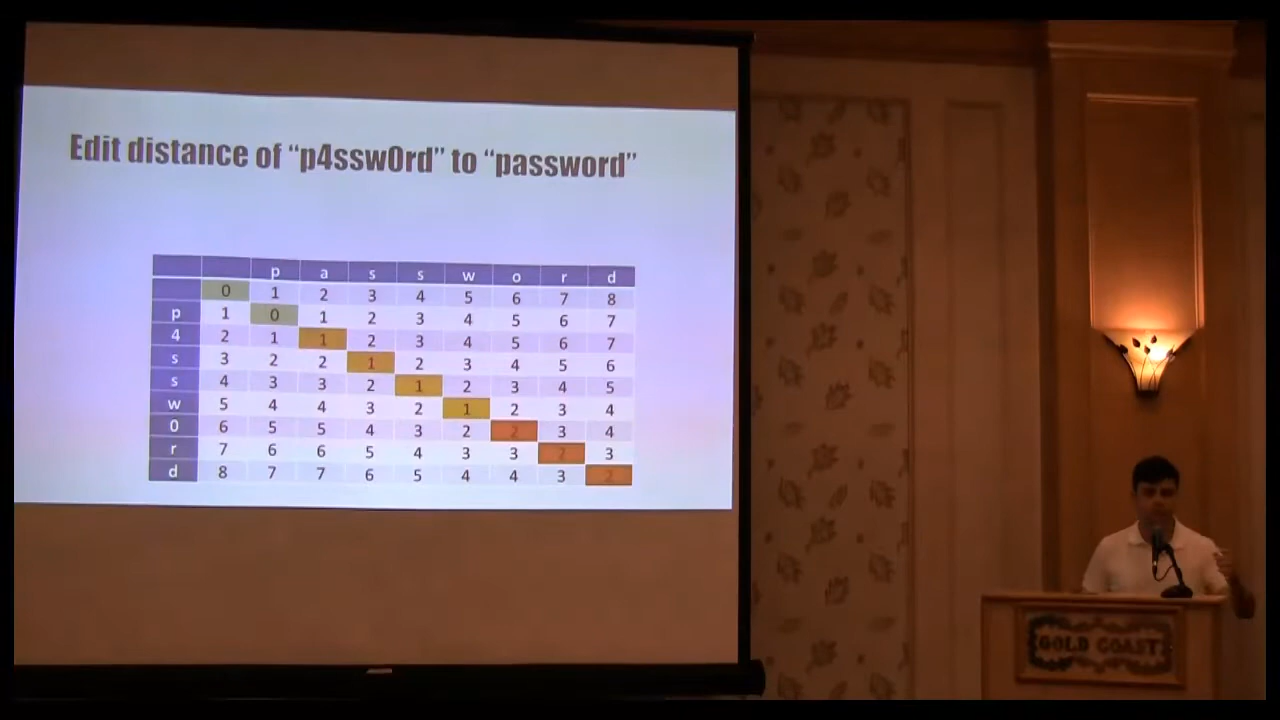 Edit distance of “p4ssw0rd” to “password”
p a s s w o r d
0 1 2 3 4 5 6 7 8
p 1 0 1 2 3 4 5 6 7
4 2 1 1 2 3 4 5 6 7
s 3 2 2 1 2 3 4 5 6
s 4 3 3 2 1 2 3 4 5
w 5 4 4 3 2 1 2 3 4
0 6 5 5 4 3 2 2 3 4
r 7 6 6 5 4 3 3 2 3
d 8 7 7 6 5 4 4 3 2
GOLD COAST